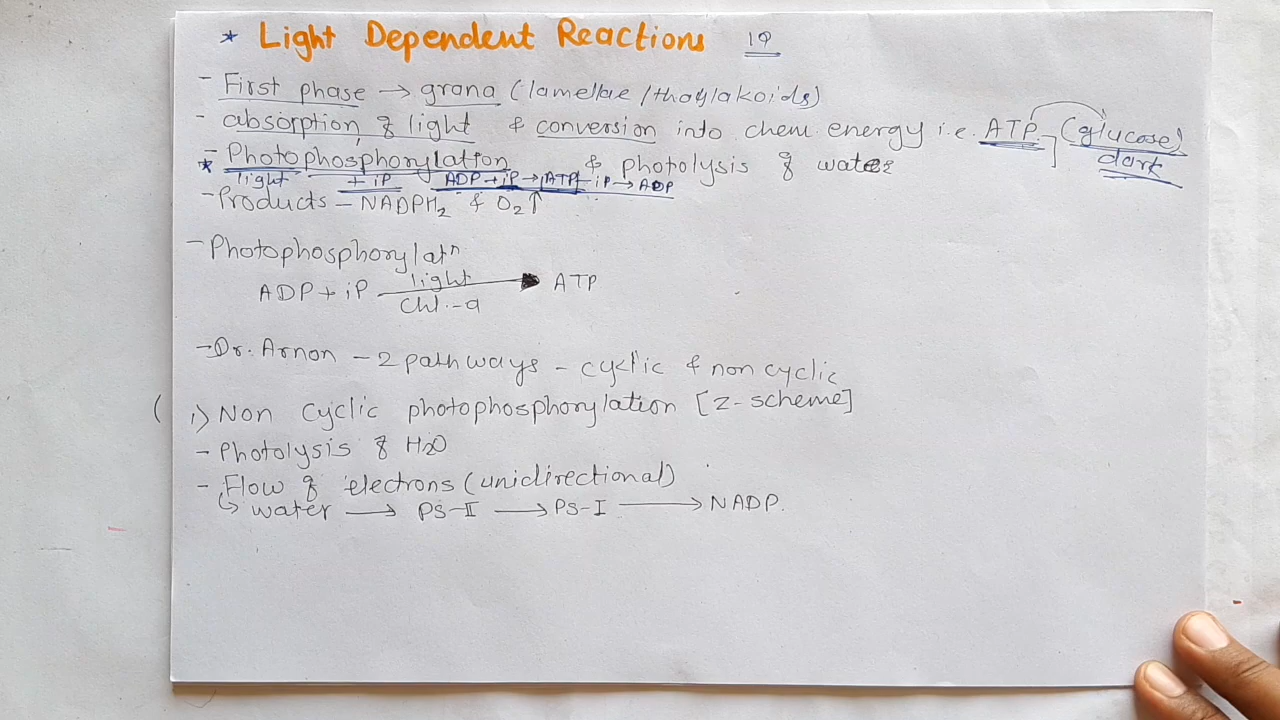 * Light Dependent Reactions 1Q
- First phase → grana (lamellae/thaylakoids)
- absorption of light & conversion into chem. energy i.e. ATP (glucose)
dark
* - Photophosphorylation & photolysis of water
light + iP ADP + iP → ATP - iP → ADP
- Products - NADPH₂ & O₂↑
- Photophosphorylatⁿ
ADP + iP light → ATP
Chl.-a
- Dr. Arnon - 2 pathways - cyclic & non cyclic
( 1) Non Cyclic photophosphorylation [Z-scheme]
- Photolysis of H₂O
- Flow of electrons (unidirectional)
↳ water → PS-II → PS-I → NADP.